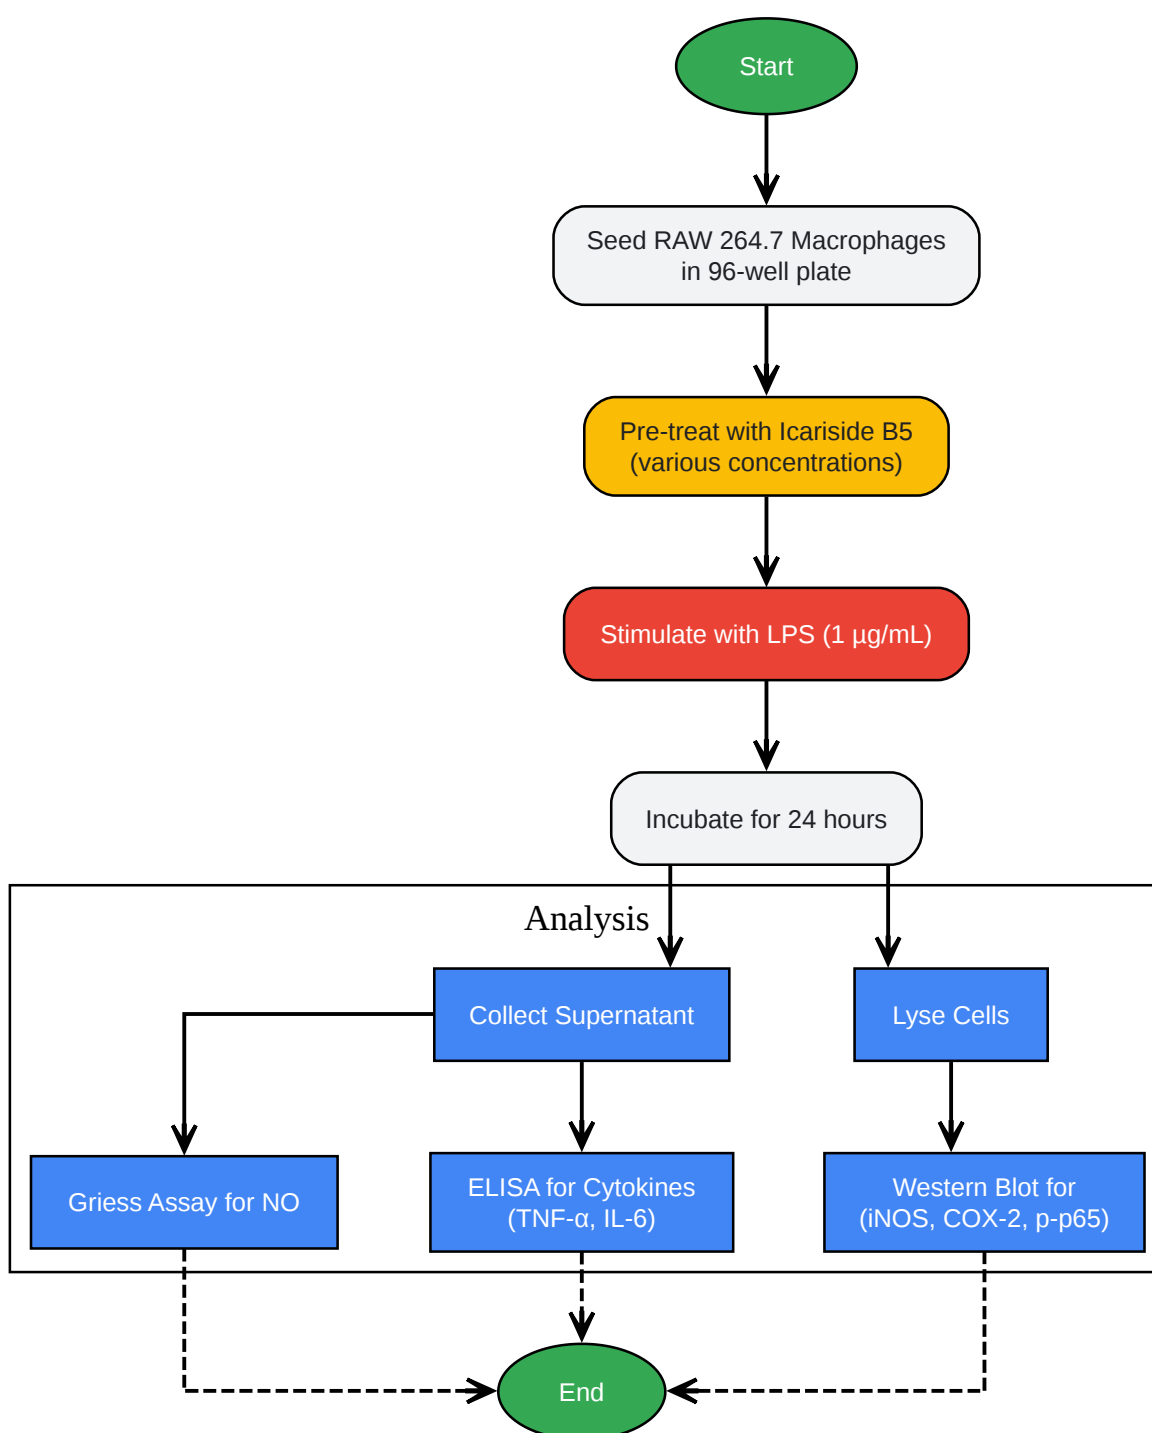 Start
Seed RAW 264.7 Macrophages
in 96-well plate
Pre-treat with Icariside B5
(various concentrations)
Stimulate with LPS (1 µg/mL)
Incubate for 24 hours
Analysis
Collect Supernatant
Lyse Cells
Griess Assay for NO
ELISA for Cytokines
(TNF-α, IL-6)
Western Blot for
(iNOS, COX-2, p-p65)
End